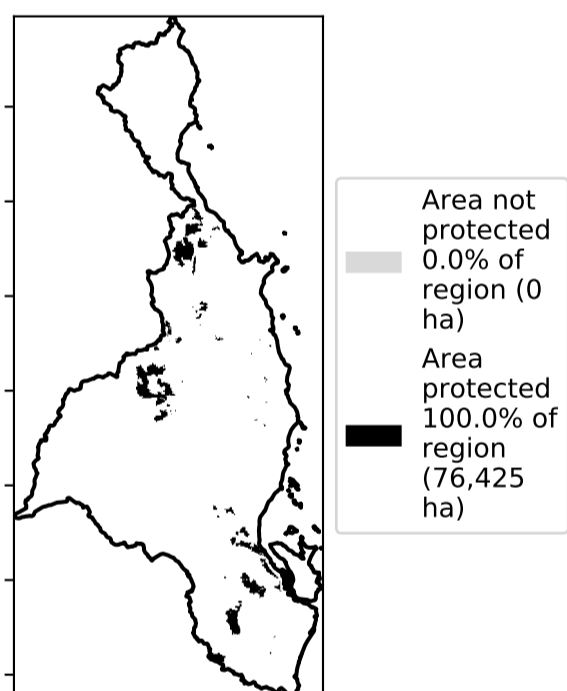 Area not
protected
0.0% of
region (0
ha)
Area
protected
100.0% of
region
(76,425
ha)